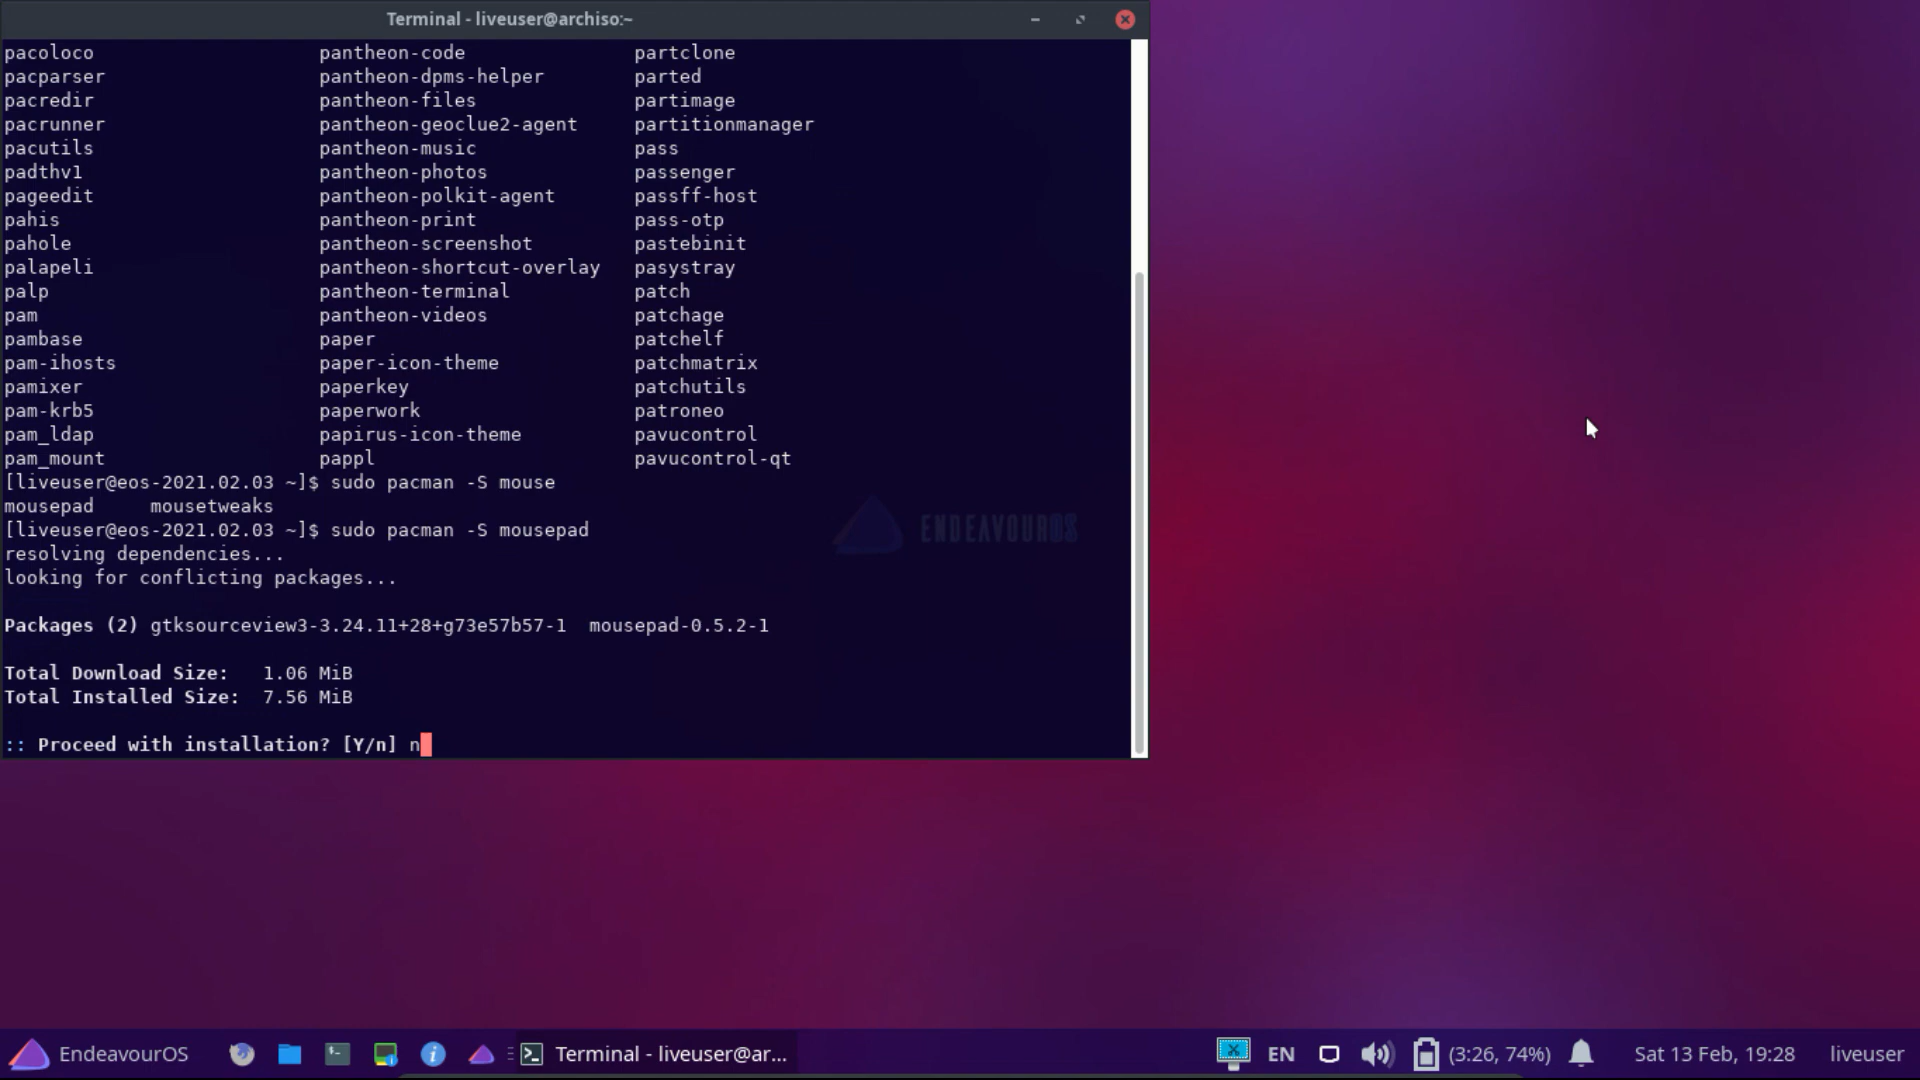 Terminal - liveuser@archiso:~
pacoloco pantheon-code partclone
pacparser pantheon-dpms-helper parted
pacredir pantheon-files partimage
pacrunner pantheon-geoclue2-agent partitionmanager
pacutils pantheon-music pass
padthv1 pantheon-photos passenger
pageedit pantheon-polkit-agent passff-host
pahis pantheon-print pass-otp
pahole pantheon-screenshot pastebinit
palapeli pantheon-shortcut-overlay pasystray
palp pantheon-terminal patch
pam pantheon-videos patchage
pambase paper patchelf
pam-ihosts paper-icon-theme patchmatrix
pamixer paperkey patchutils
pam-krb5 paperwork patroneo
pam_ldap papirus-icon-theme pavucontrol
pam_mount pappl pavucontrol-qt
[liveuser@eos-2021.02.03 ~]$ sudo pacman -S mouse
mousepad mousetweaks
[liveuser@eos-2021.02.03 ~]$ sudo pacman -S mousepad
resolving dependencies...
looking for conflicting packages...
Packages (2) gtksourceview3-3.24.11+28+g73e57b57-1 mousepad-0.5.2-1
Total Download Size: 1.06 MiB
Total Installed Size: 7.56 MiB
:: Proceed with installation? [Y/n] n
ENDEAVOUROS
EndeavourOS Terminal - liveuser@ar... EN (3:26, 74%) Sat 13 Feb, 19:28 liveuser